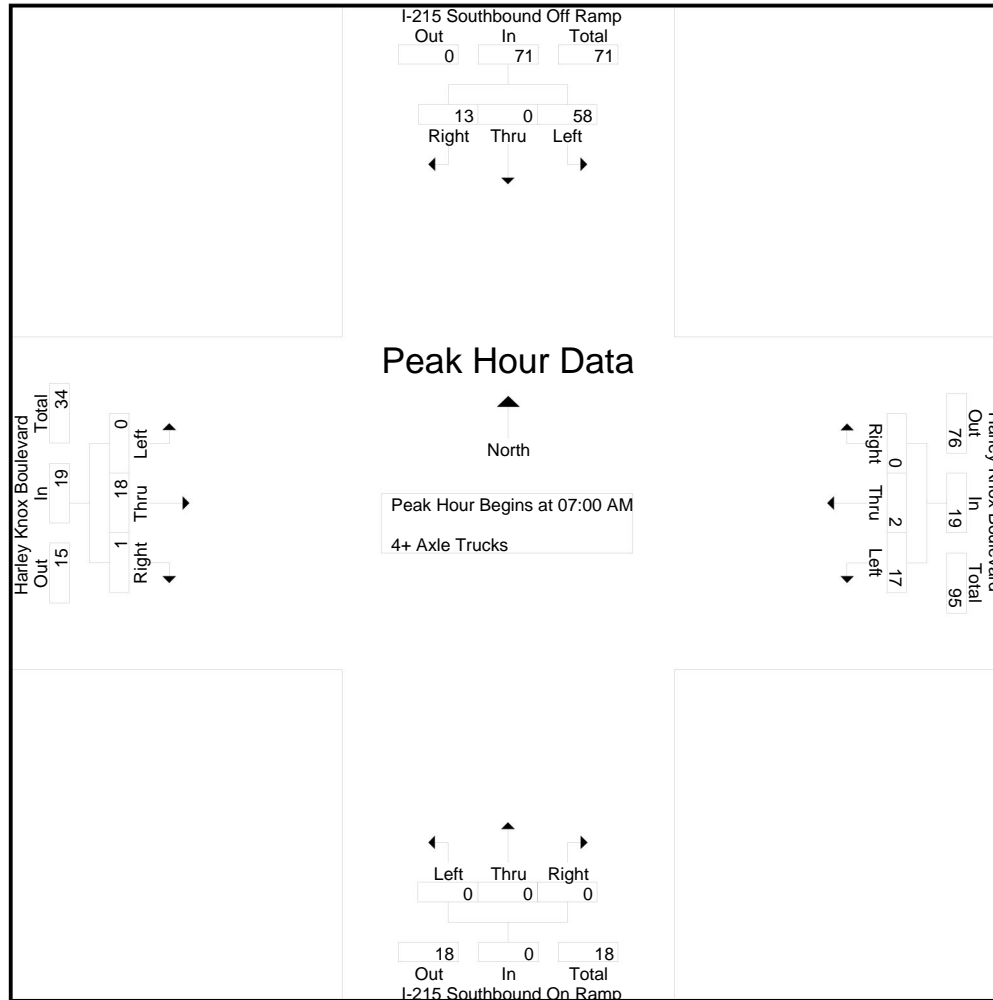 I-215 Southbound Off Ramp
Out In Total
0 71 71
13 0 58
Right Thru Left
Peak Hour Data
North
Peak Hour Begins at 07:00 AM
4+ Axle Trucks
Harley Knox Boulevard
Total In Out
34 19 15
0 18 1
Left Thru Right
Harley Knox Boulevard
Out In Total
76 19 95
0 2 17
Right Thru Left
Left Thru Right
0 0 0
18 0 18
Out In Total
I-215 Southbound On Ramp